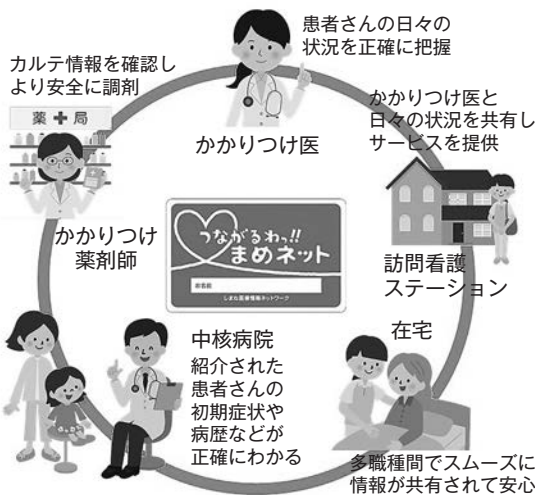 患者さんの日々の
状況を正確に把握
カルテ情報を確認し
より安全に調剤
薬局
かかりつけ医
かかりつけ医と
日々の状況を共有し
サービスを提供
かかりつけ
薬剤師
つながるわっ!!
まめネット
お名前
しまね医療情報ネットワーク
訪問看護
ステーション
中核病院
紹介された
患者さんの
初期症状や
病歴などが
正確にわかる
在宅
多職種間でスムーズに
情報が共有されて安心